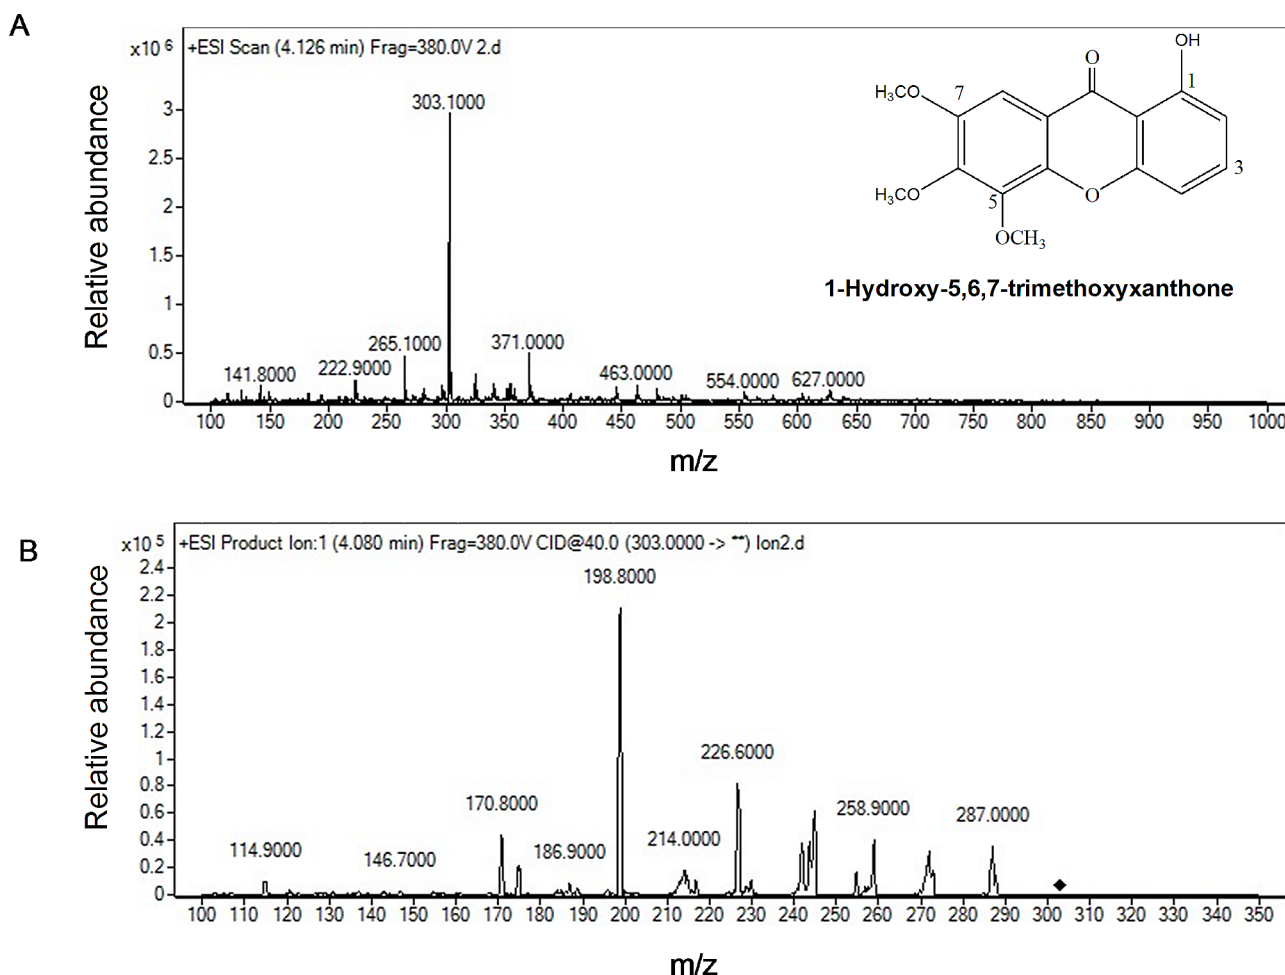 A
x10 6
+ESI Scan (4.126 min) Frag=380.0V 2.d
Relative abundance
3
2.5
2
1.5
1
0.5
0
303.1000
141.8000
222.9000
265.1000
371.0000
463.0000
554.0000
627.0000
100 150 200 250 300 350 400 450 500 550 600 650 700 750 800 850 900 950 1000
m/z
OH
O
1
7
H₃CO
3
H₃CO
5
O
OCH₃
1-Hydroxy-5,6,7-trimethoxyxanthone
B
x10 5
+ESI Product Ion:1 (4.080 min) Frag=380.0V CID@40.0 (303.0000 -> **) Ion2.d
Relative abundance
2.4
2.2
2
1.8
1.6
1.4
1.2
1
0.8
0.6
0.4
0.2
0
198.8000
226.6000
170.8000
258.9000
287.0000
114.9000
146.7000
186.9000
214.0000
100 110 120 130 140 150 160 170 180 190 200 210 220 230 240 250 260 270 280 290 300 310 320 330 340 350
m/z